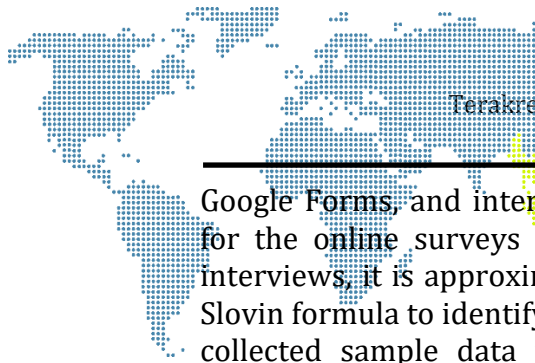 Terakre
Google Forms, and inter
for the online surveys
interviews, it is approxin
Slovin formula to identify
collected sample data